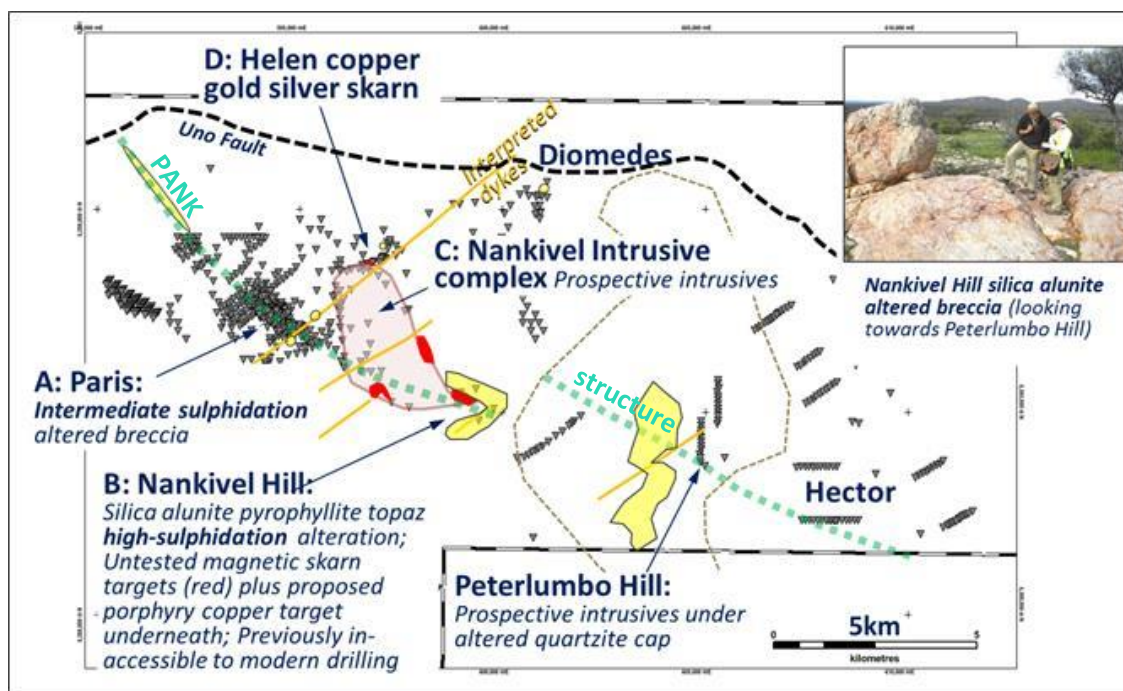 D: Helen copper
gold silver skarn
Uno Fault
PANK
Interpreted
dykes
Diomedes
C: Nankivel Intrusive
complex Prospective intrusives
Nankivel Hill silica alunite
altered breccia (looking
towards Peterlumbo Hill)
A: Paris:
Intermediate sulphidation
altered breccia
structure
B: Nankivel Hill:
Silica alunite pyrophyllite topaz
high-sulphidation alteration;
Untested magnetic skarn
targets (red) plus proposed
porphyry copper target
underneath; Previously in-
accessible to modern drilling
Hector
Peterlumbo Hill:
Prospective intrusives under
altered quartzite cap
5km
0 5
kilometres